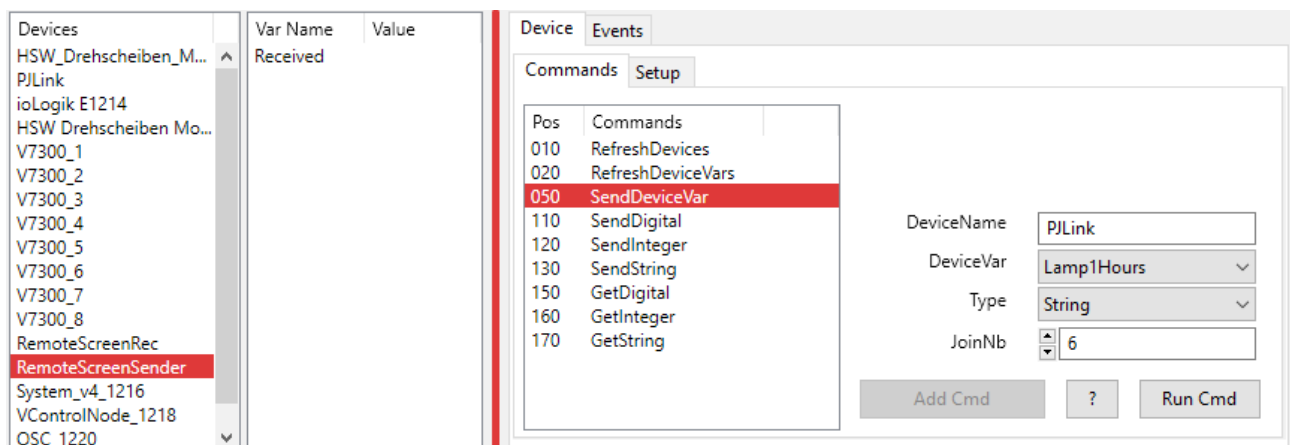 Devices
HSW_Drehscheiben_M...
PJLink
ioLogik E1214
HSW Drehscheiben Mo...
V7300_1
V7300_2
V7300_3
V7300_4
V7300_5
V7300_6
V7300_7
V7300_8
RemoteScreenRec
RemoteScreenSender
System_v4_1216
VControlNode_1218
OSC_1220
Var Name Value
Received
Device Events
Commands Setup
Pos Commands
010 RefreshDevices
020 RefreshDeviceVars
050 SendDeviceVar
110 SendDigital
120 SendInteger
130 SendString
150 GetDigital
160 GetInteger
170 GetString
DeviceName PJLink
DeviceVar Lamp1Hours
Type String
JoinNb 6
Add Cmd ? Run Cmd